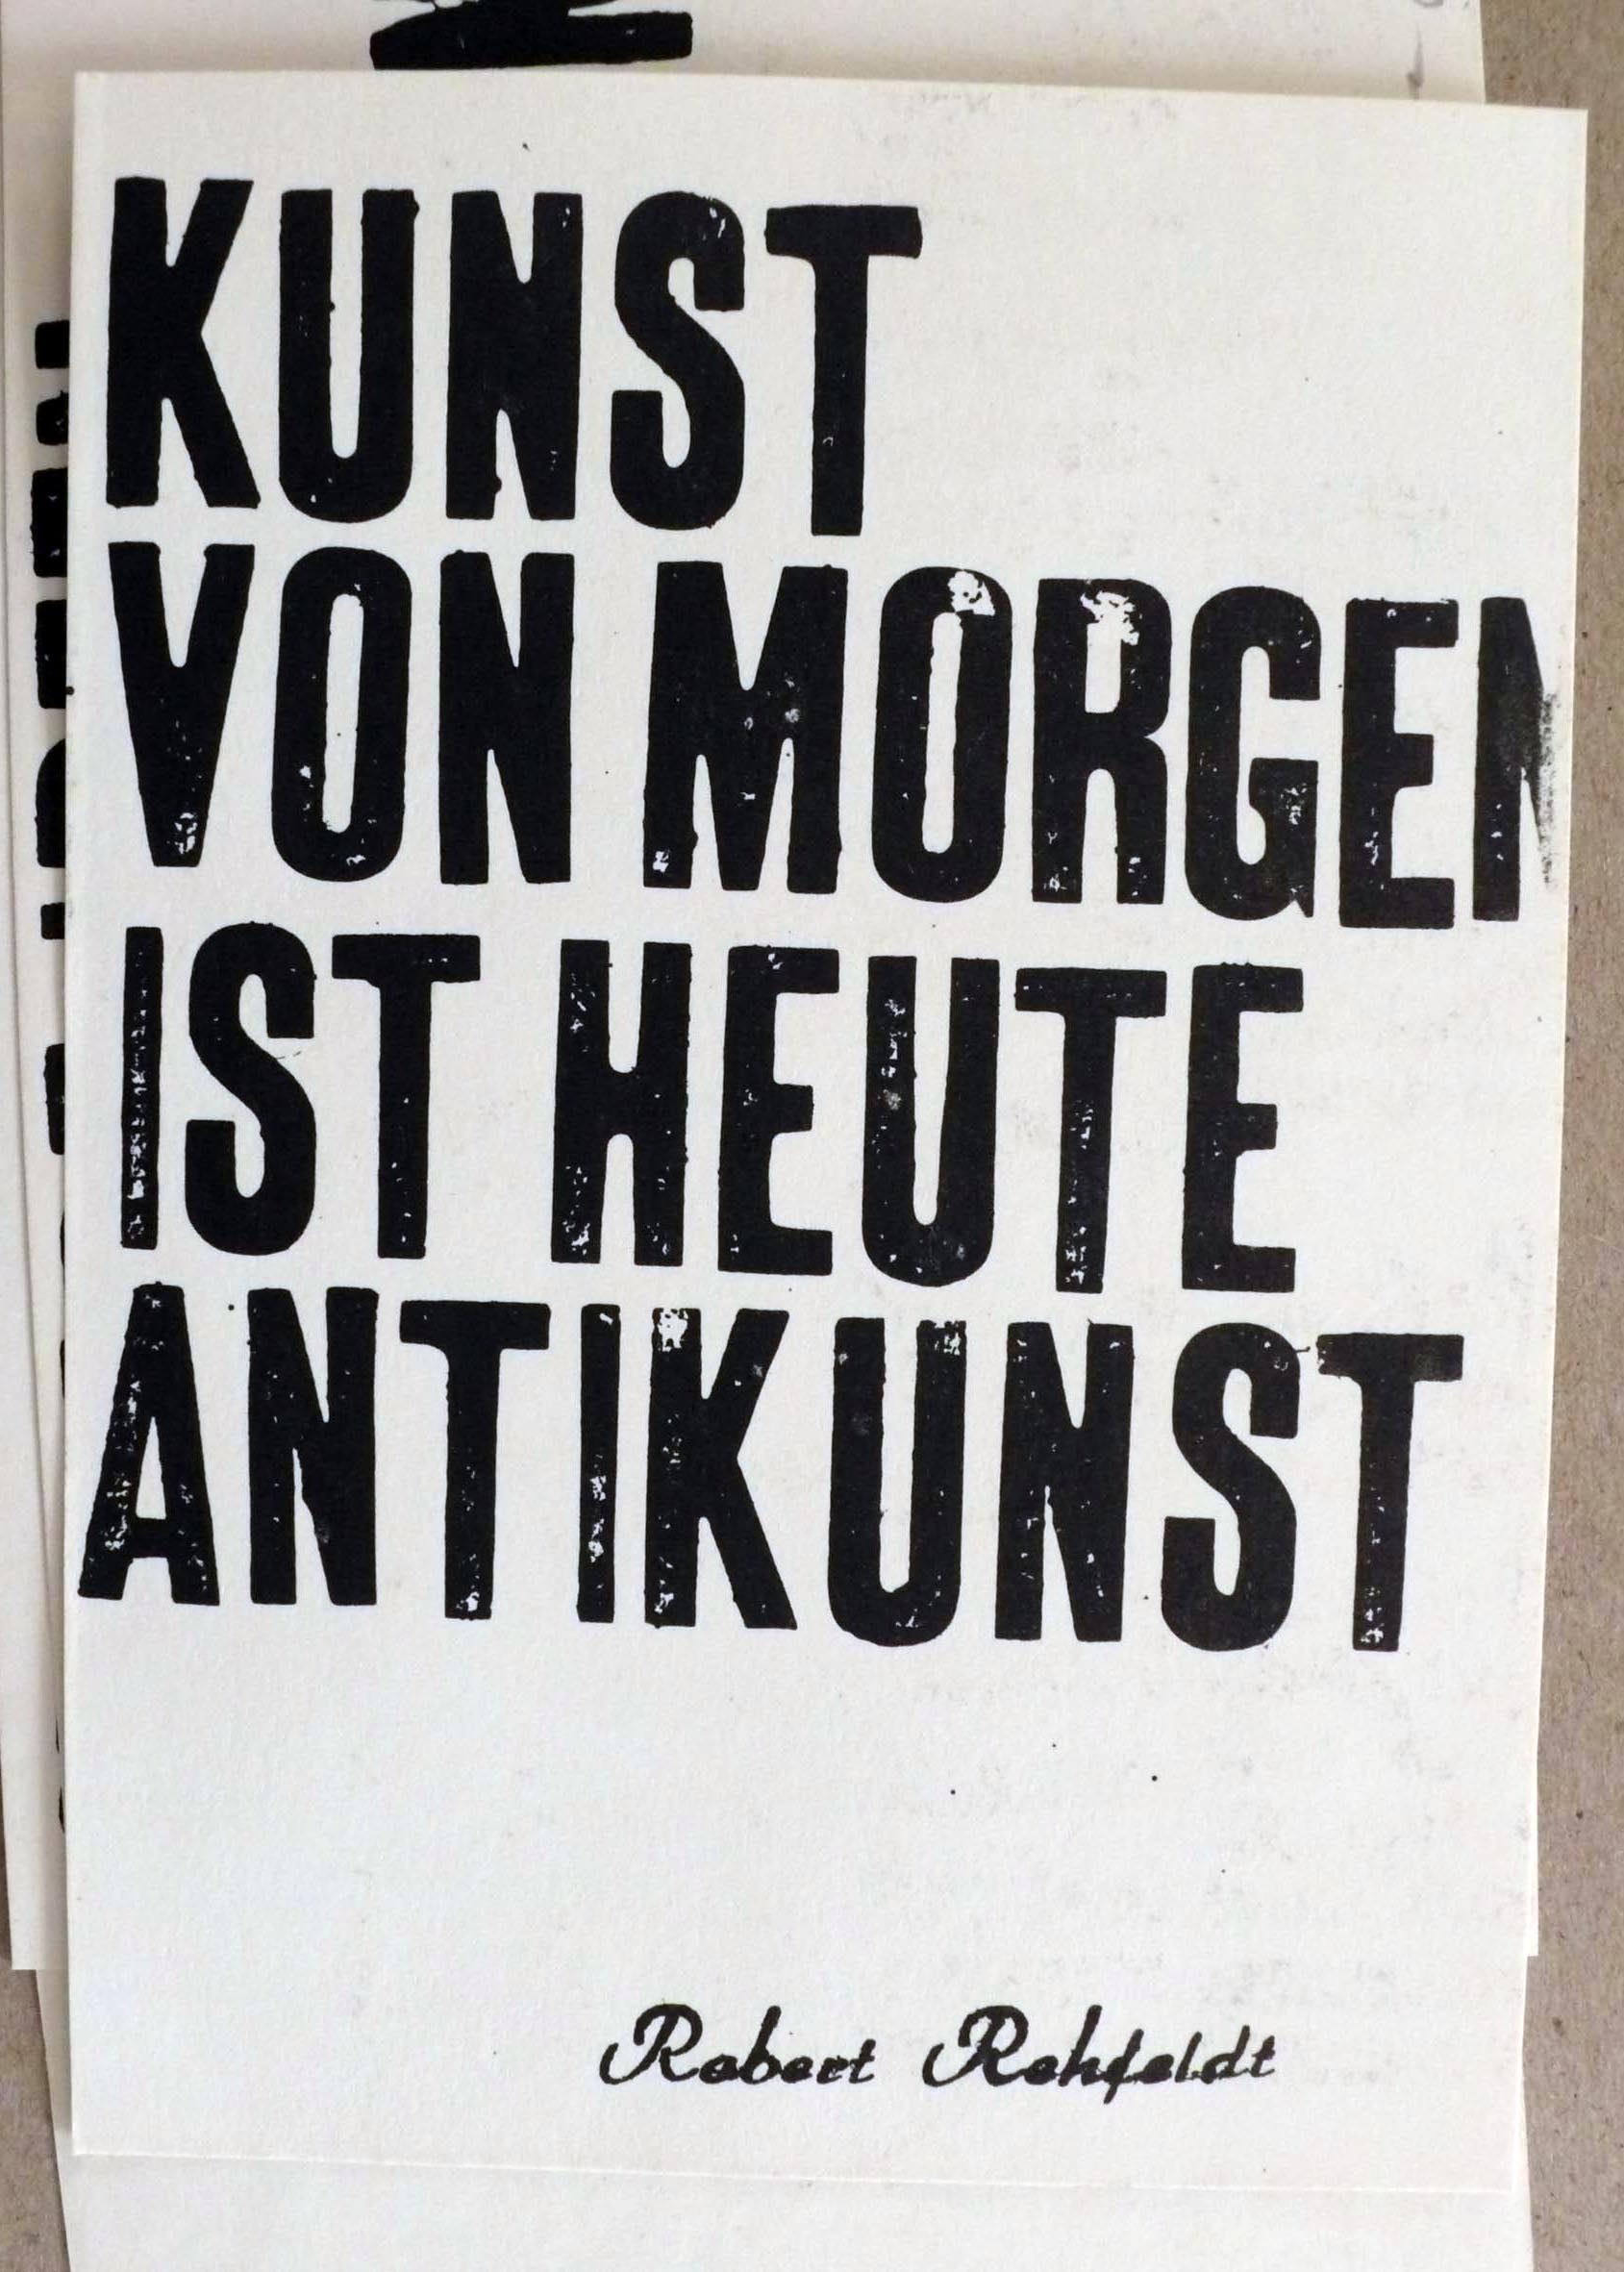 KUNST
VON MORGEN
IST HEUTE
ANTIKUNST
Robert Rehfeldt